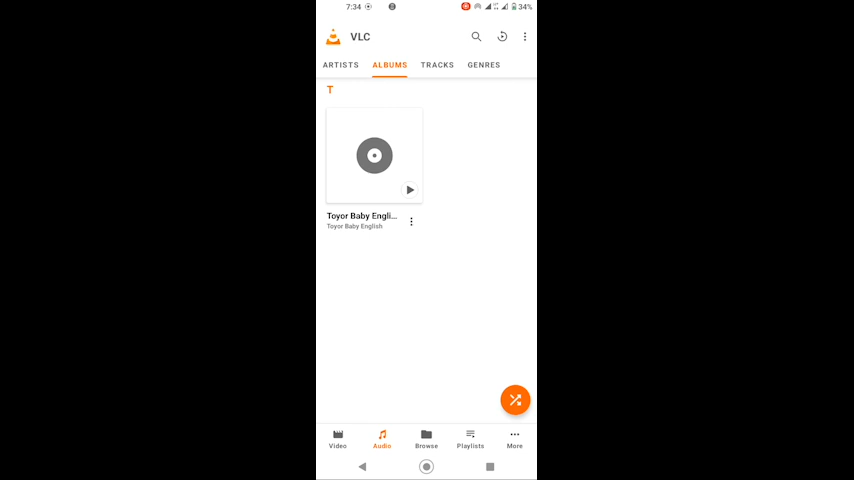 7:34 34%
VLC
ARTISTS ALBUMS TRACKS GENRES
T
Toyor Baby Engli...
Toyor Baby English
Video Audio Browse Playlists More